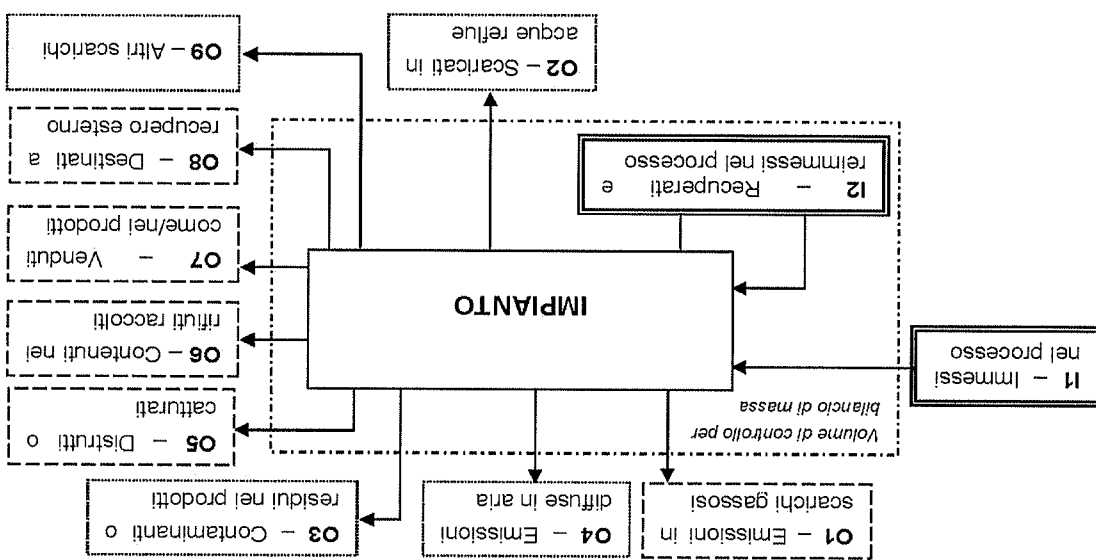 O1 – Emissioni in
scarichi gassosi
O4 – Emissioni
diffuse in aria
O3 – Contaminanti o
residui nei prodotti
Volume di controllo per
bilancio di massa
O5 – Distrutti o
catturati
I1 – Immessi
nel processo
IMPIANTO
O6 – Contenuti nei
rifiuti raccolti
O7 – Venduti
come/nei prodotti
I2 – Recuperati e
reimmessi nel processo
O8 – Destinati a
recupero esterno
O2 – Scaricati in
acque reflue
O9 – Altri scarichi